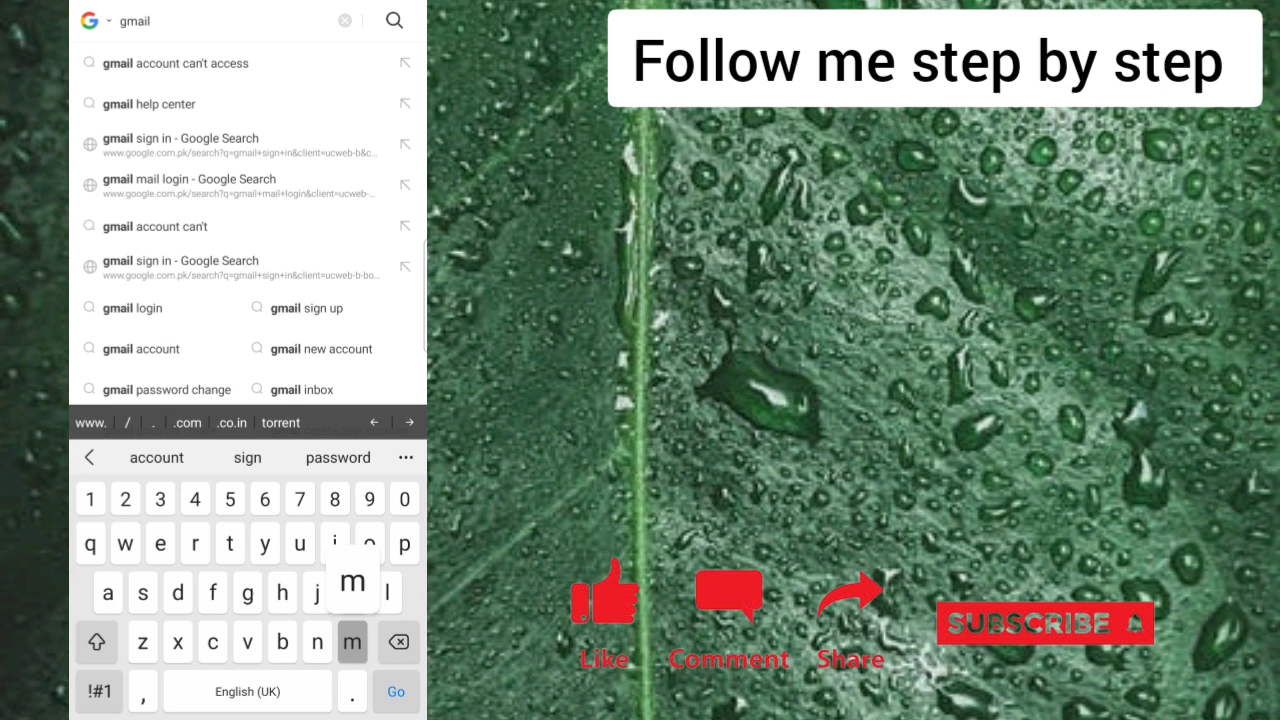 gmail
gmail account can't access
gmail help center
gmail sign in - Google Search
www.google.com.pk/search?q=gmail+sign+in&client=ucweb-b&c...
gmail mail login - Google Search
www.google.com.pk/search?q=gmail+mail+login&client=ucweb-...
gmail account can't
gmail sign in - Google Search
www.google.com.pk/search?q=gmail+sign+in&client=ucweb-b-bo...
gmail login gmail sign up
gmail account gmail new account
gmail password change gmail inbox
www. / . .com .co.in torrent
account sign password
1 2 3 4 5 6 7 8 9 0
q w e r t y u i o p
a s d f g h j m l
z x c v b n m
!#1 , English (UK) . Go
Follow me step by step
Like Comment Share
SUBSCRIBE